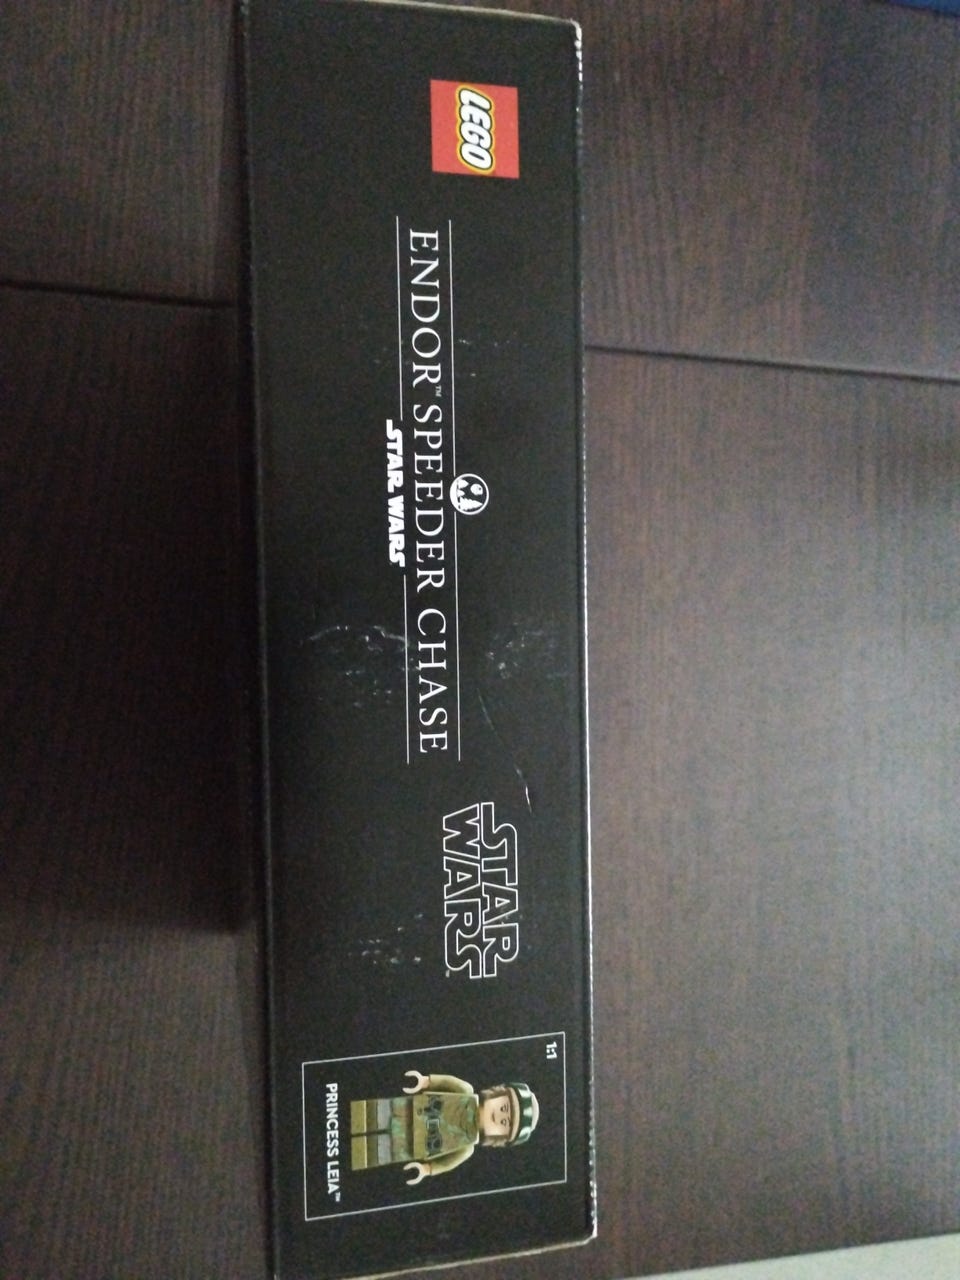 LEGO
ENDOR™ SPEEDER CHASE
STAR WARS
STAR
WARS
1:1
PRINCESS LEIA™